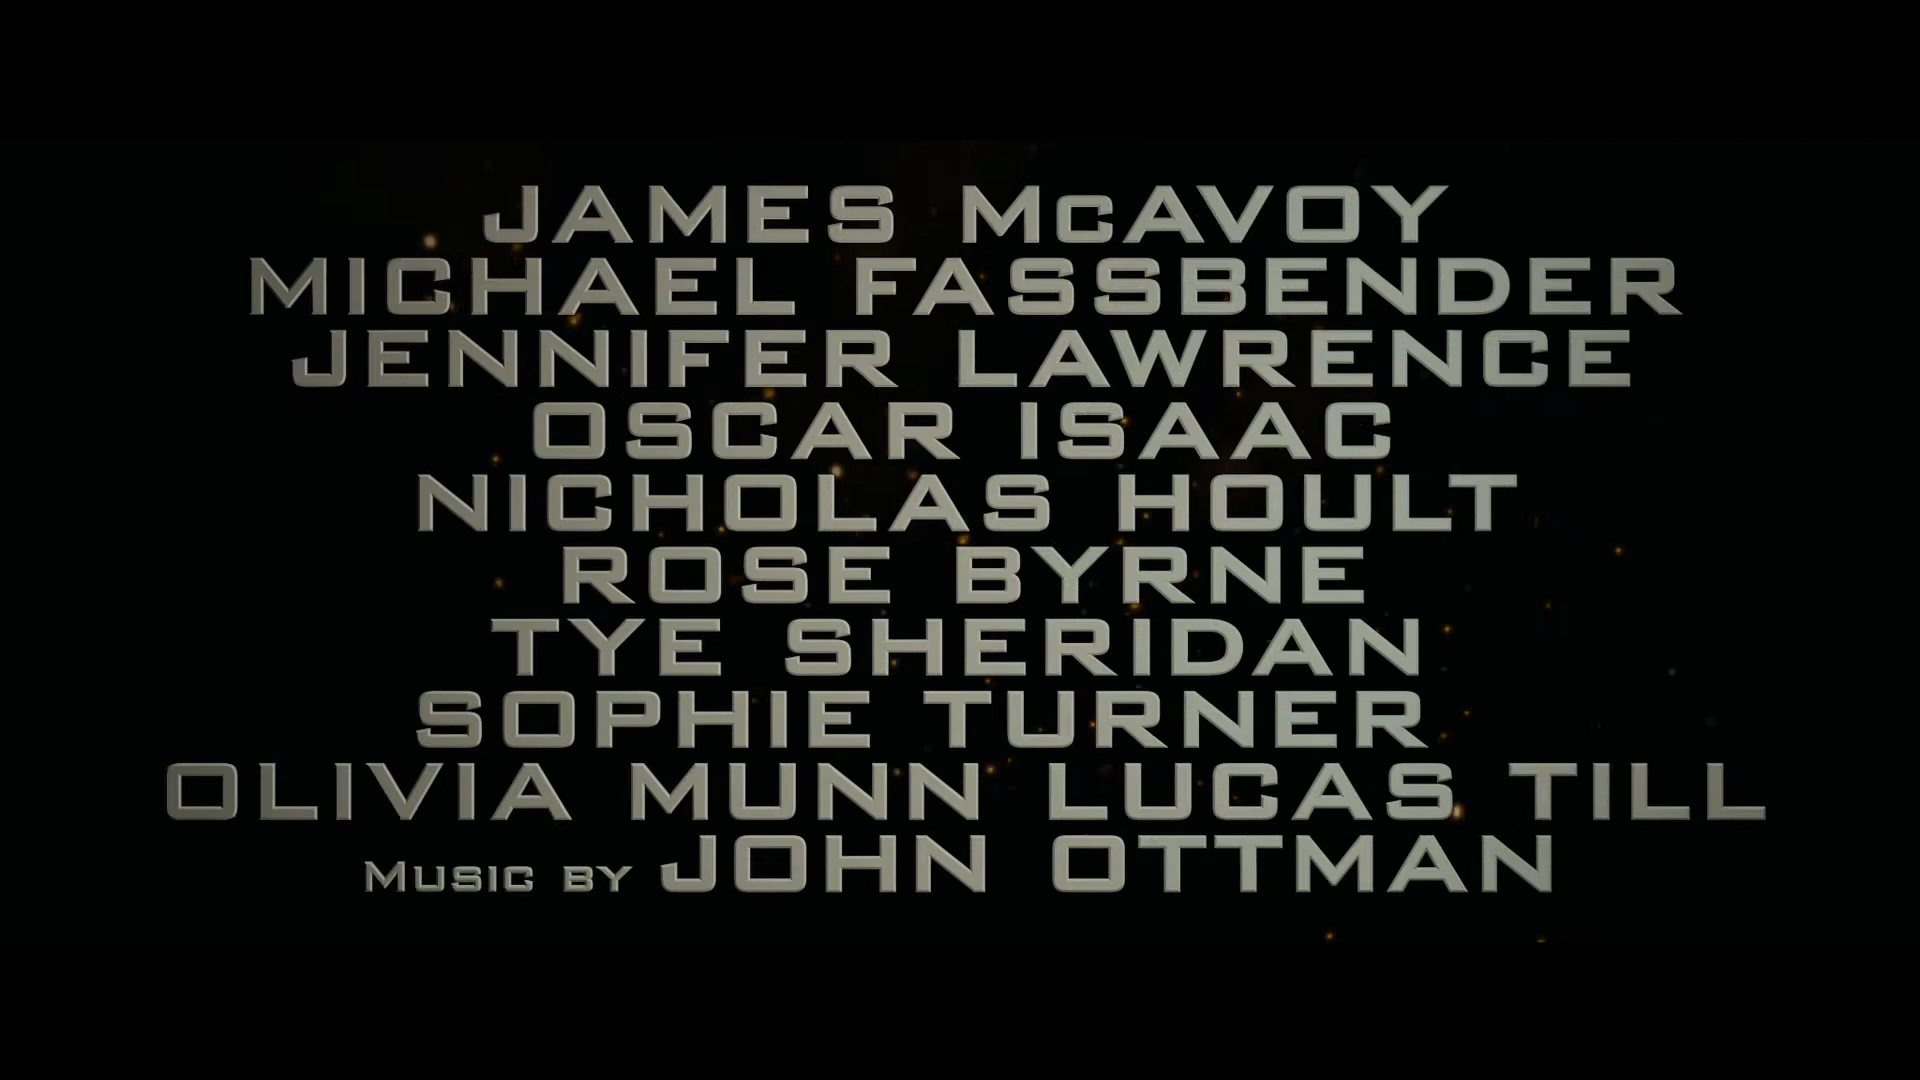 JAMES McAVOY
MICHAEL FASSBENDER
JENNIFER LAWRENCE
OSCAR ISAAC
NICHOLAS HOULT
ROSE BYRNE
TYE SHERIDAN
SOPHIE TURNER
OLIVIA MUNN LUCAS TILL
MUSIC BY JOHN OTTMAN